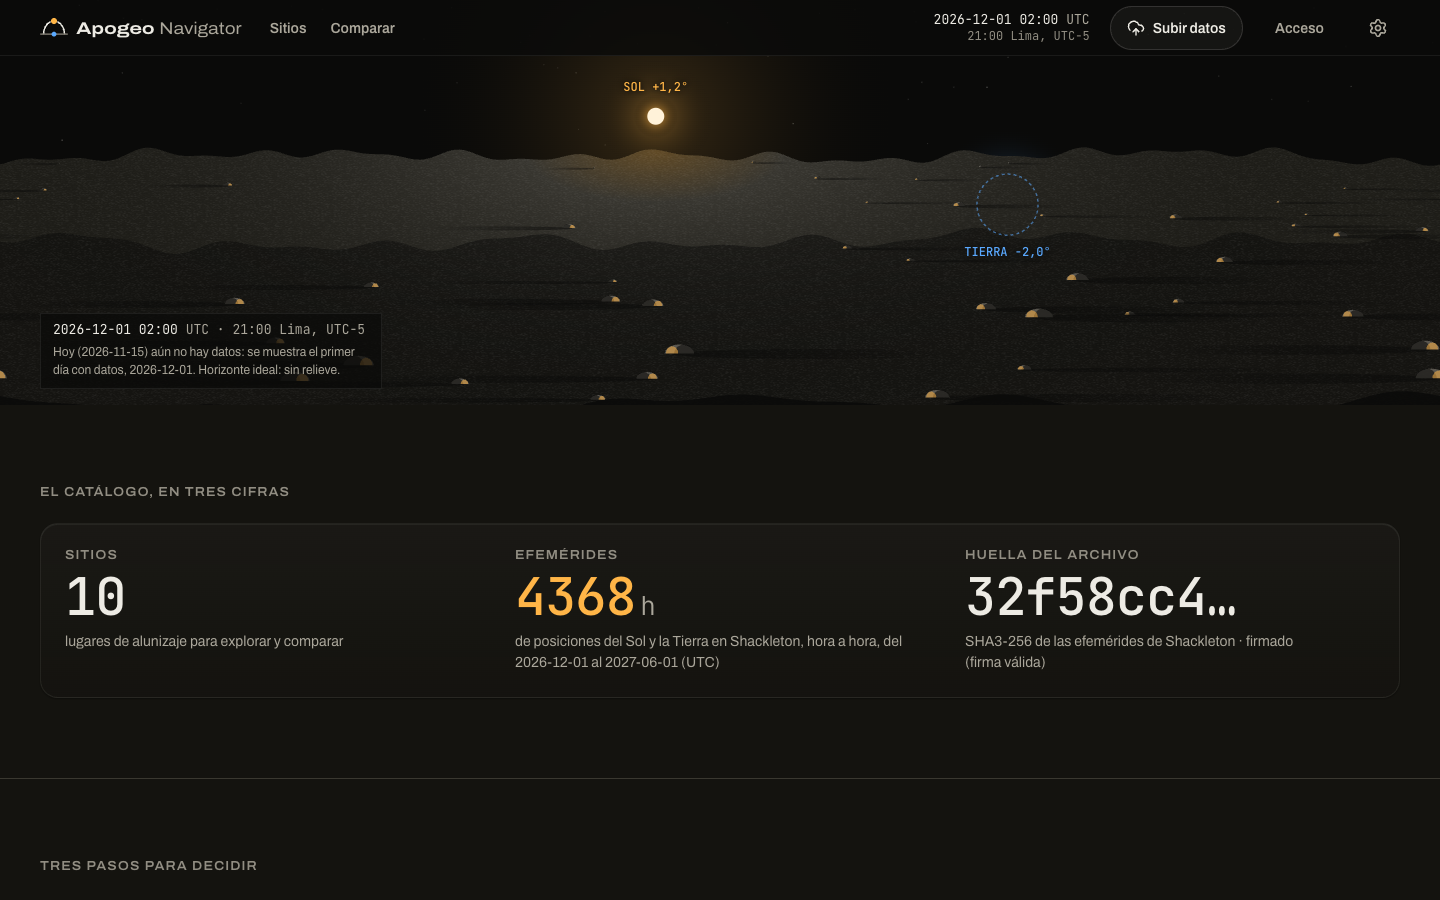 Apogeo Navigator
Sitios
Comparar
2026-12-01 02:00 UTC
21:00 Lima, UTC-5
Subir datos
Acceso
SOL +1,2°
TIERRA -2,0°
2026-12-01 02:00 UTC · 21:00 Lima, UTC-5
Hoy (2026-11-15) aún no hay datos: se muestra el primer
día con datos, 2026-12-01. Horizonte ideal: sin relieve.
EL CATÁLOGO, EN TRES CIFRAS
SITIOS
10
lugares de alunizaje para explorar y comparar
EFEMÉRIDES
4368 h
de posiciones del Sol y la Tierra en Shackleton, hora a hora, del
2026-12-01 al 2027-06-01 (UTC)
HUELLA DEL ARCHIVO
32f58cc4…
SHA3-256 de las efemérides de Shackleton · firmado
(firma válida)
TRES PASOS PARA DECIDIR